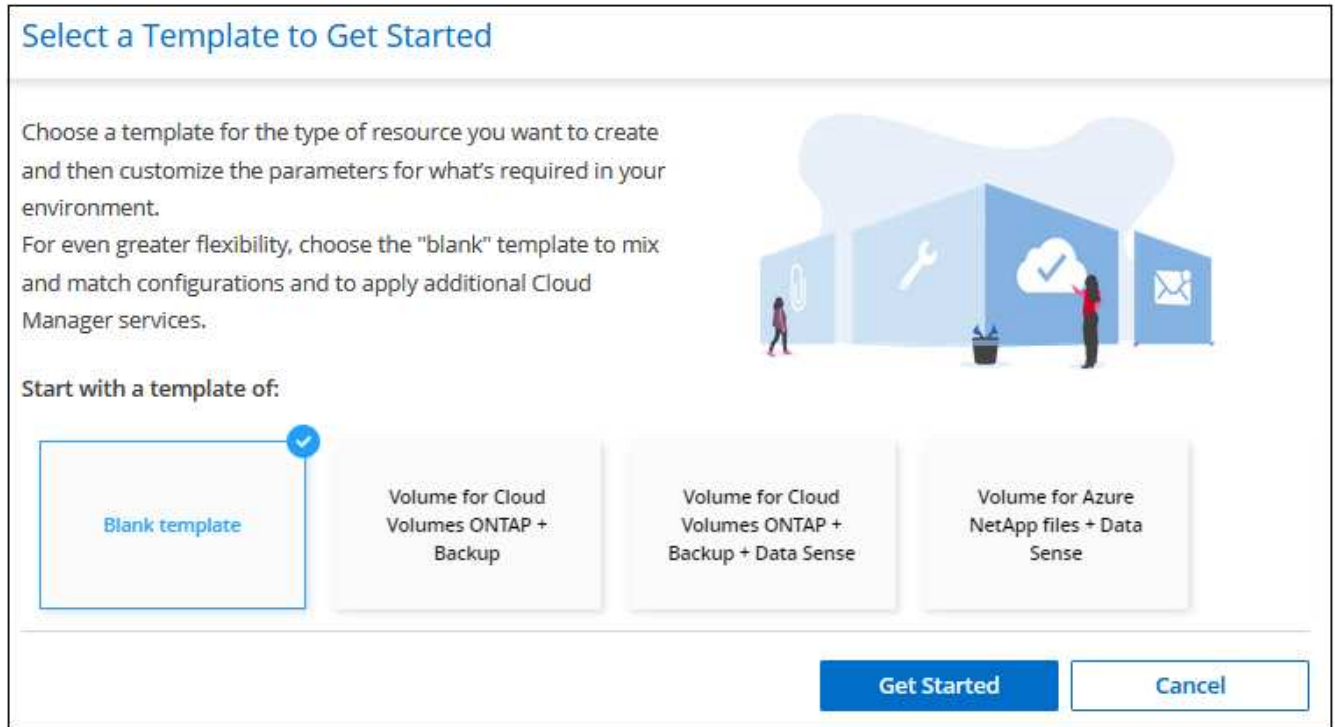 Select a Template to Get Started
Choose a template for the type of resource you want to create
and then customize the parameters for what's required in your
environment.
For even greater flexibility, choose the "blank" template to mix
and match configurations and to apply additional Cloud
Manager services.
Start with a template of:
Blank template
Volume for Cloud
Volumes ONTAP +
Backup
Volume for Cloud
Volumes ONTAP +
Backup + Data Sense
Volume for Azure
NetApp files + Data
Sense
Get Started
Cancel